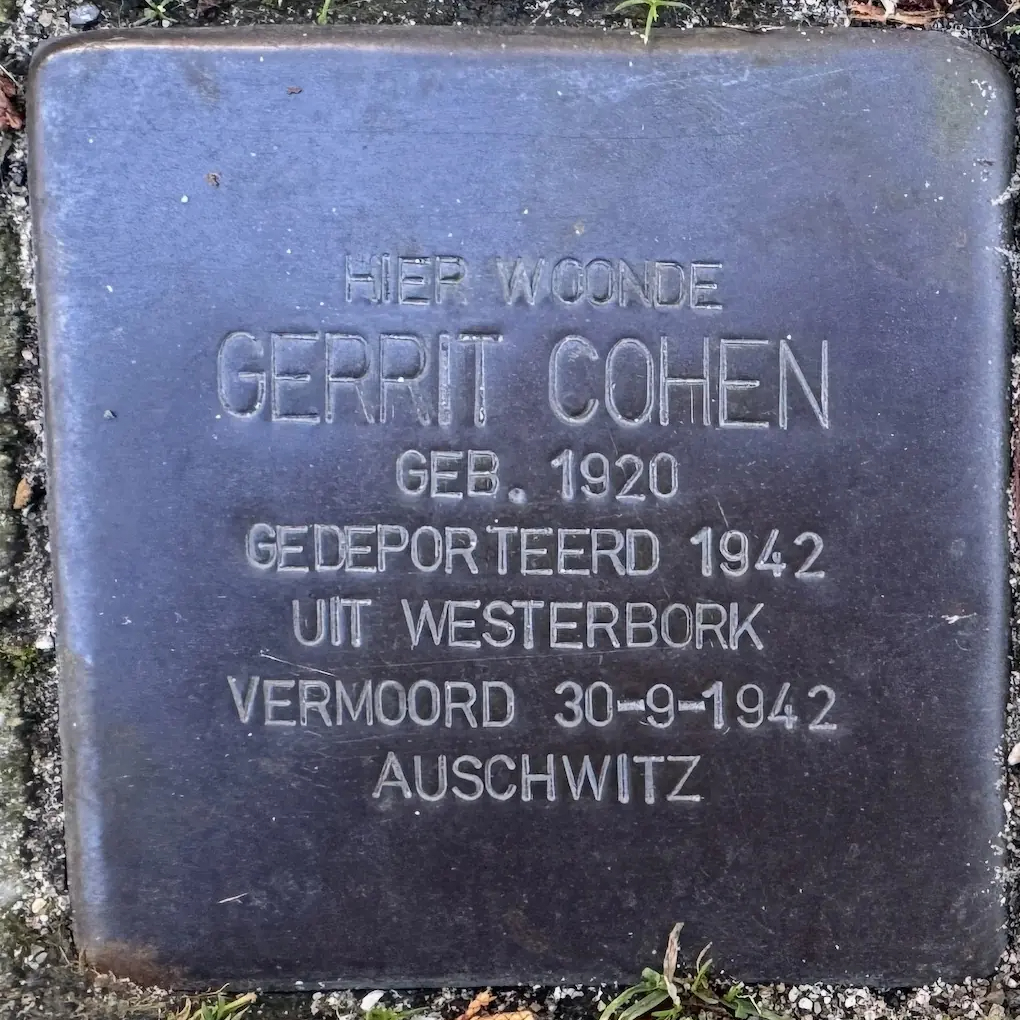 HIER WOONDE
GERRIT COHEN
GEB. 1920
GEDEPORTEERD 1942
UIT WESTERBORK
VERMOORD 30-9-1942
AUSCHWITZ